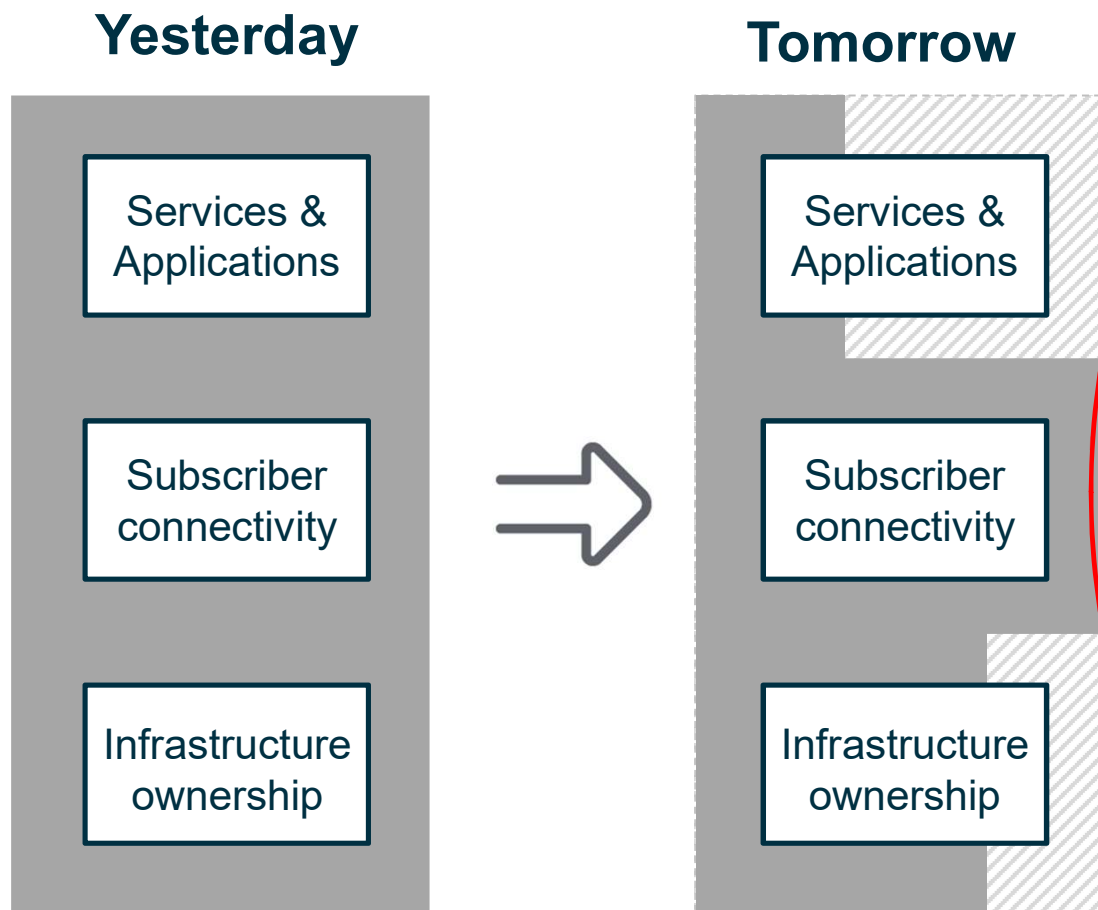 Yesterday
Tomorrow
Services &
Applications
Services &
Applications
Subscriber
connectivity
Subscriber
connectivity
Infrastructure
ownership
Infrastructure
ownership